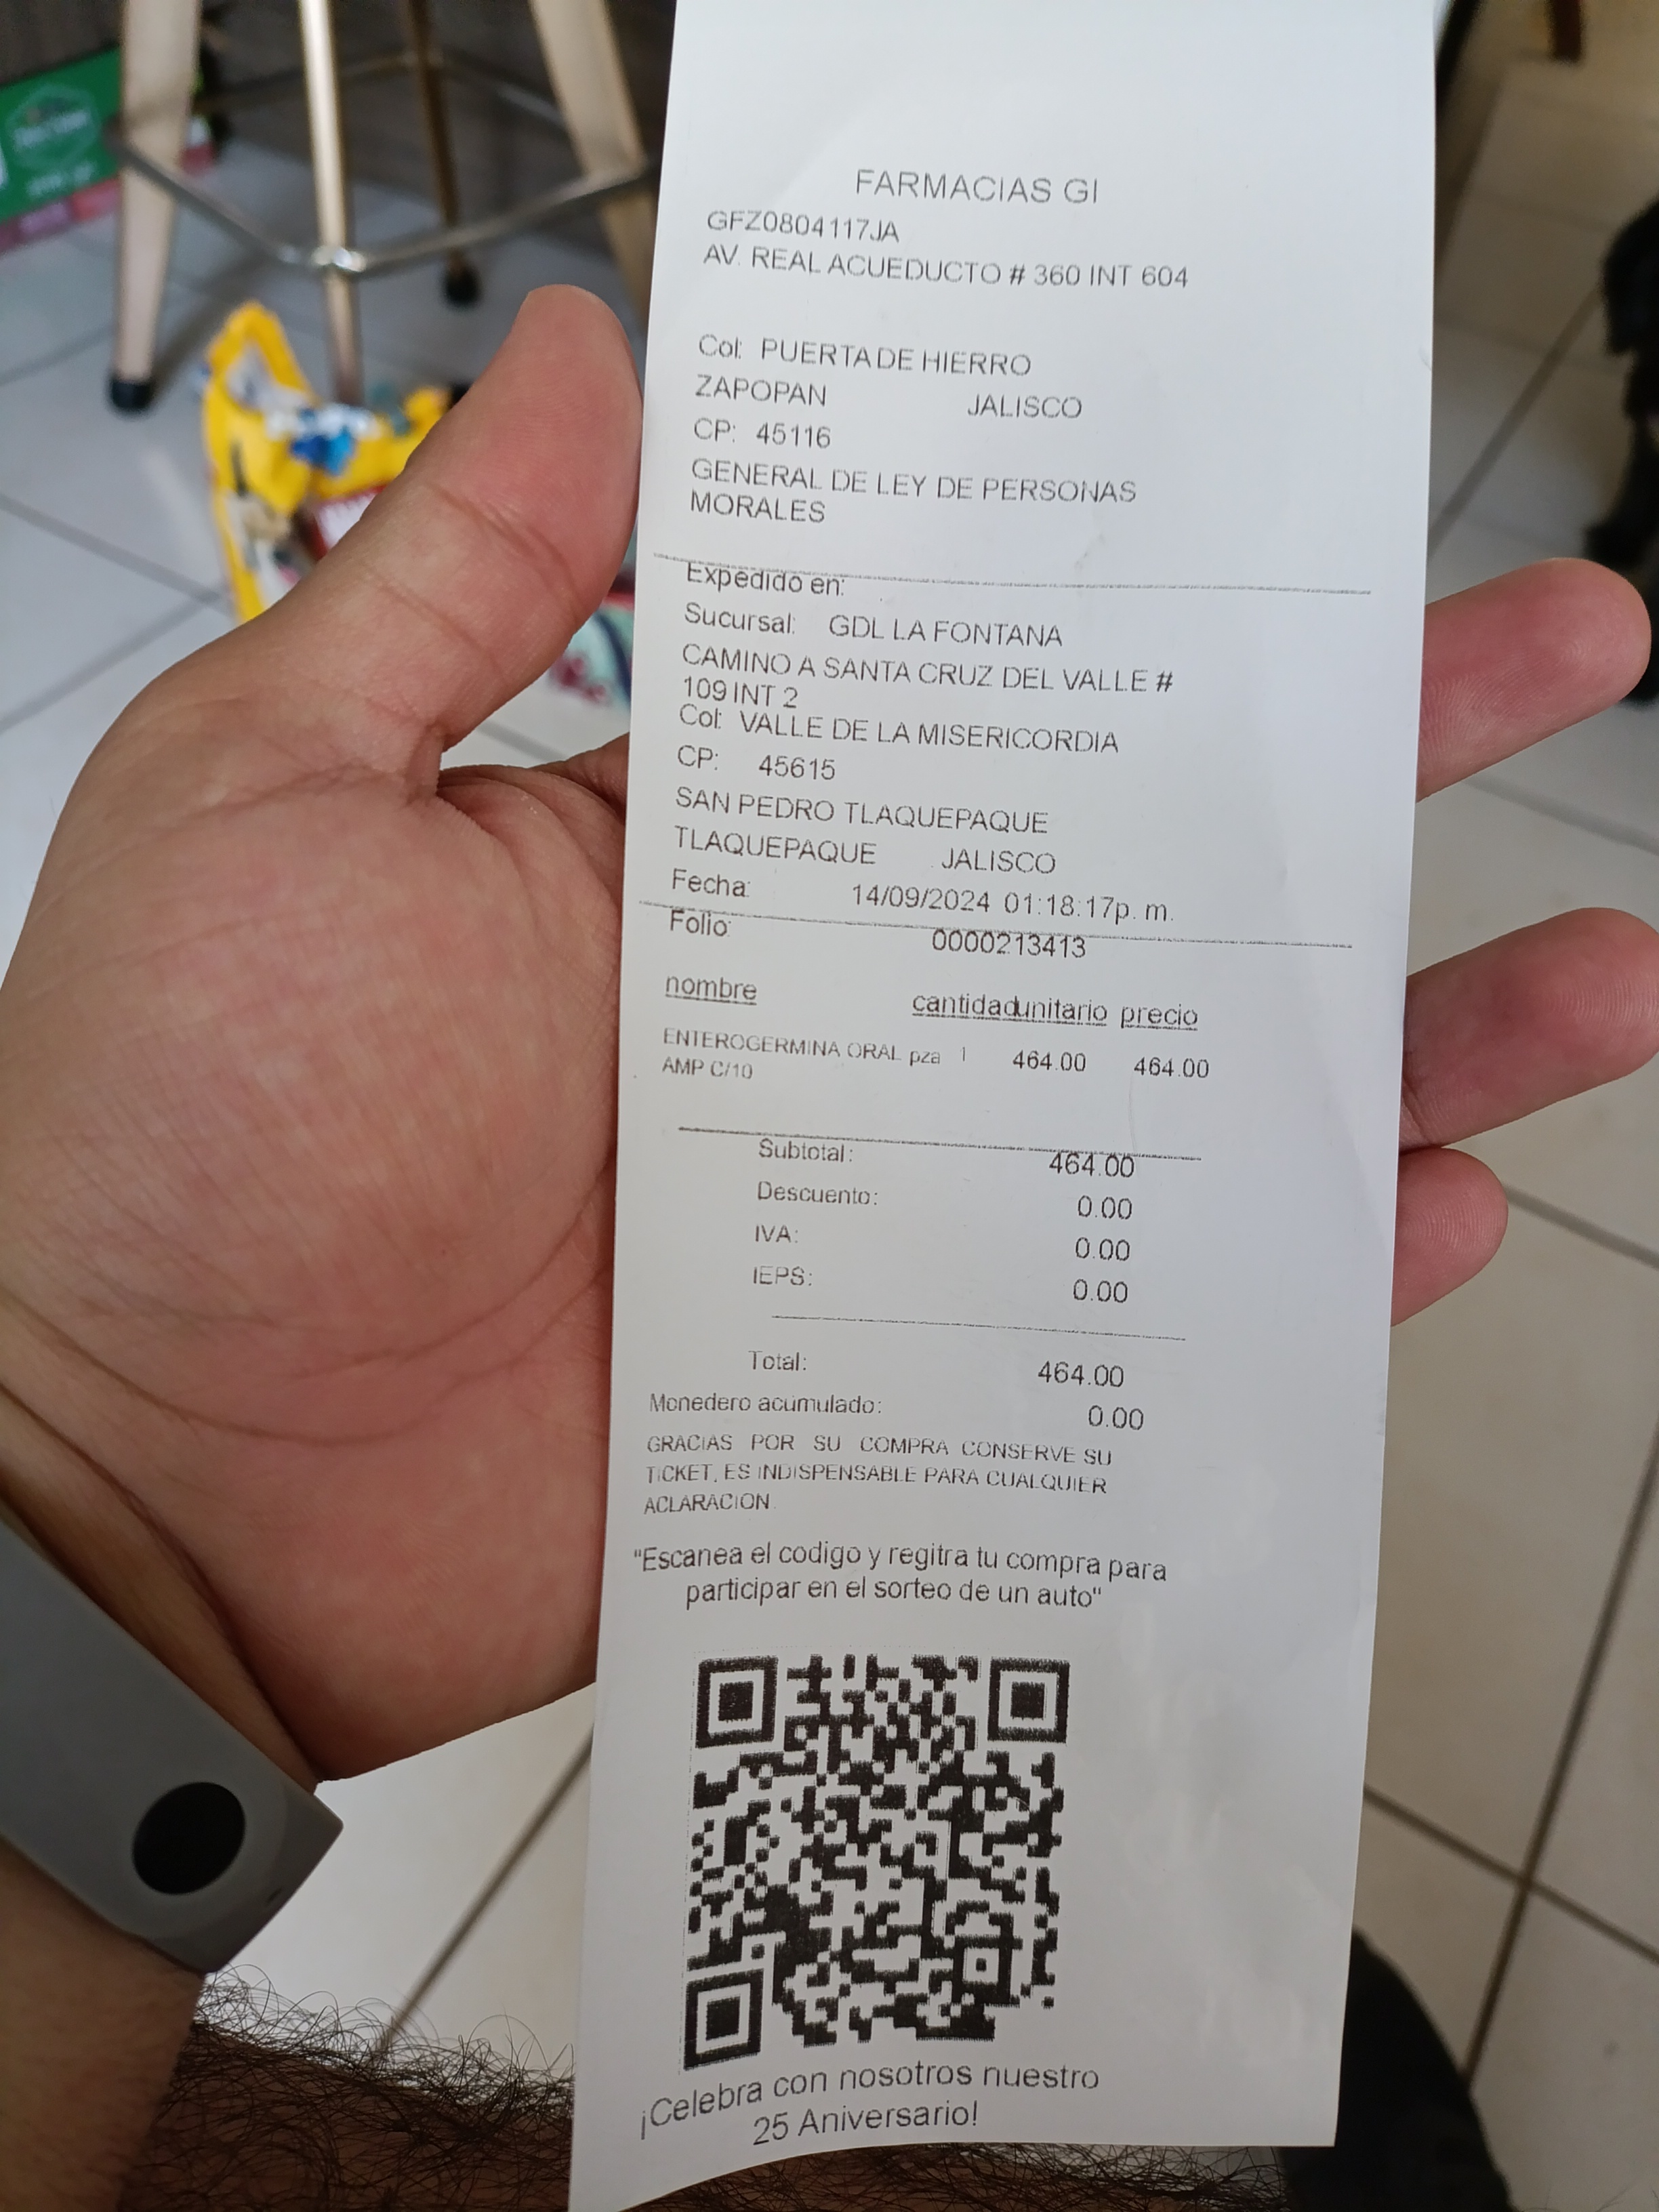 FARMACIAS GI
GFZ0804117JA
AV. REAL ACUEDUCTO # 360 INT 604
Col: PUERTA DE HIERRO
ZAPOPAN JALISCO
CP: 45116
GENERAL DE LEY DE PERSONAS
MORALES
Expedido en:
Sucursal: GDL LA FONTANA
CAMINO A SANTA CRUZ DEL VALLE #
109 INT 2
Col: VALLE DE LA MISERICORDIA
CP: 45615
SAN PEDRO TLAQUEPAQUE
TLAQUEPAQUE JALISCO
Fecha: 14/09/2024 01:18:17p. m.
Folio: 0000213413
nombre cantidadunitario precio
ENTEROGERMINA ORAL pza 1 464.00 464.00
AMP C/10
Subtotal: 464.00
Descuento: 0.00
IVA: 0.00
IEPS: 0.00
Total: 464.00
Monedero acumulado: 0.00
GRACIAS POR SU COMPRA CONSERVE SU
TICKET, ES INDISPENSABLE PARA CUALQUIER
ACLARACION.
"Escanea el codigo y regitra tu compra para
participar en el sorteo de un auto"
¡Celebra con nosotros nuestro
25 Aniversario!